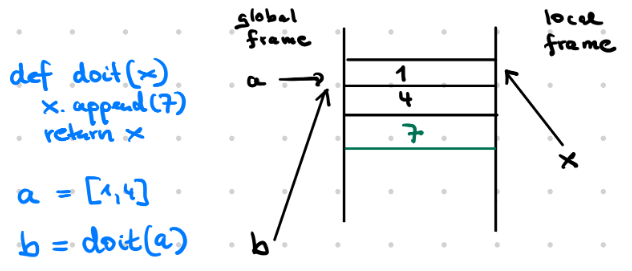 def doit(x)
x.append(7)
return x
a = [1,4]
b = doit(a)
global
frame
local
frame
a
1
4
7
x
b